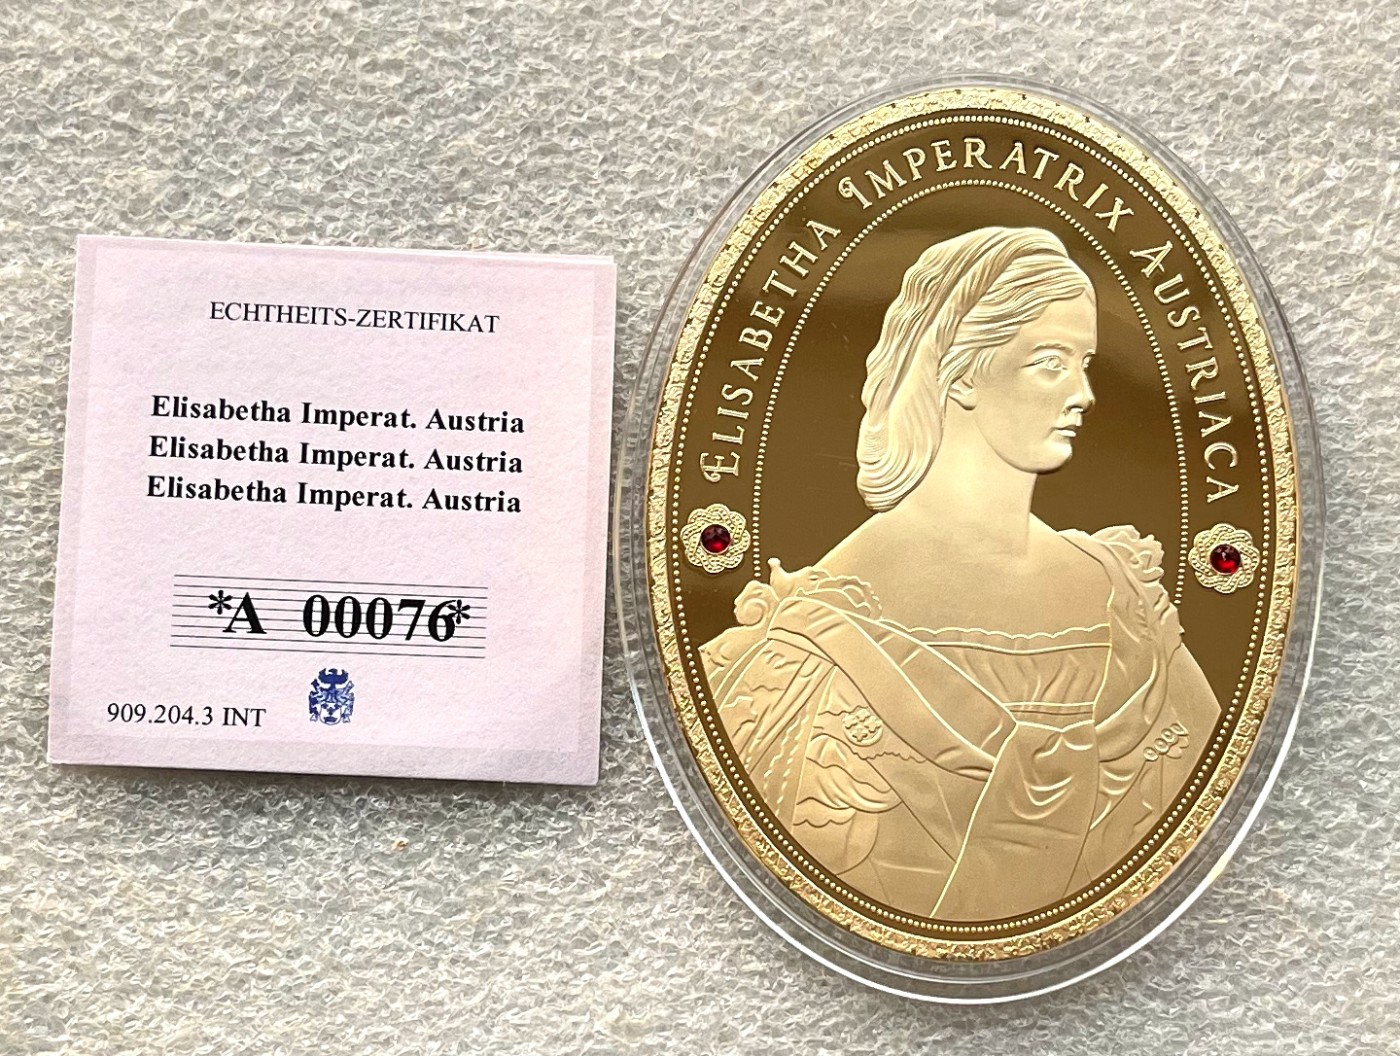 ECHTHEITS-ZERTIFIKAT
Elisabetha Imperat. Austria
Elisabetha Imperat. Austria
Elisabetha Imperat. Austria
*A 00076*
909.204.3 INT
ELISABETHA IMPERATRIX AUSTRIACA